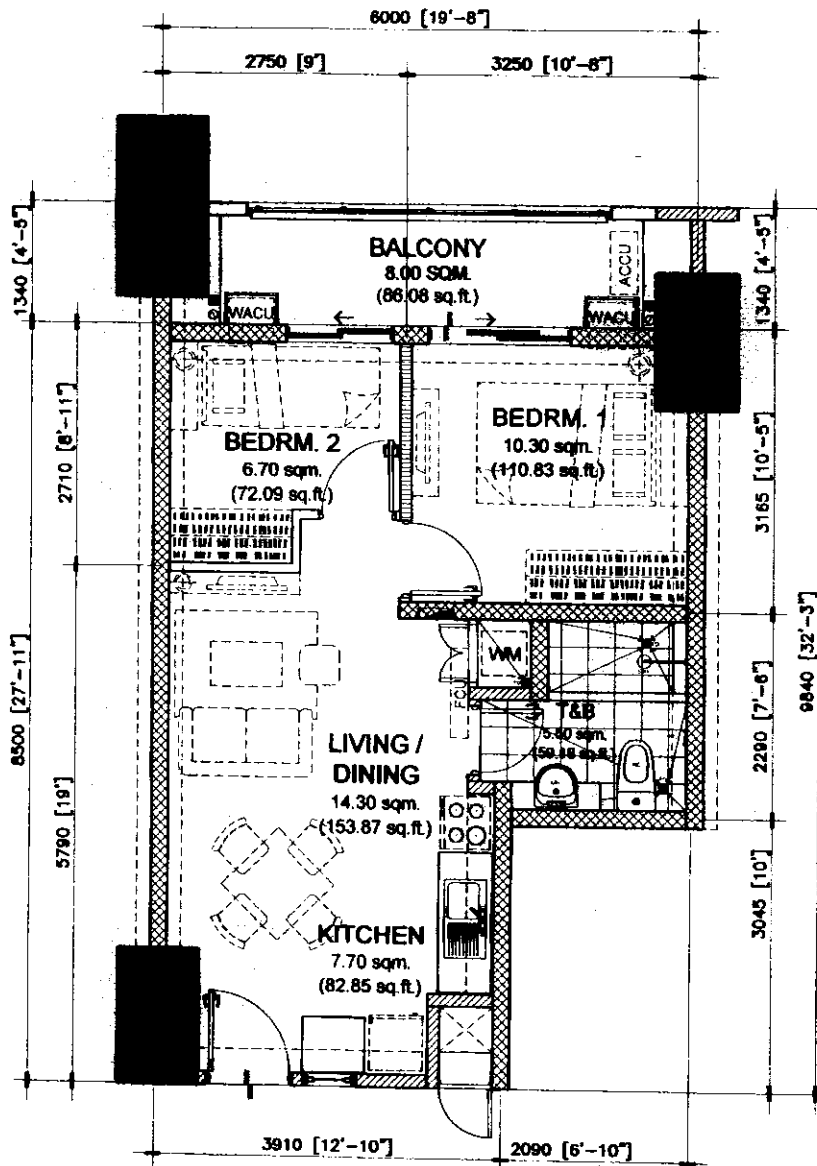 6000 [19'-8"]
2750 [9']
3250 [10'-8"]
1340 [4'-5"]
BALCONY
8.00 SQM.
(86.08 sq.ft.)
ACCU
1340 [4'-5"]
WACU
WACU
2710 [8'-11"]
BEDRM. 2
6.70 sqm.
(72.09 sq.ft.)
BEDRM. 1
10.30 sqm.
(110.83 sq.ft.)
3165 [10'-5"]
WM
FCU
T&B
8500 [27'-11"]
5790 [19']
LIVING /
DINING
14.30 sqm.
(153.87 sq.ft.)
2290 [7'-6"]
9840 [32'-3"]
KITCHEN
7.70 sqm.
(82.85 sq.ft.)
3045 [10']
3910 [12'-10"]
2090 [6'-10"]